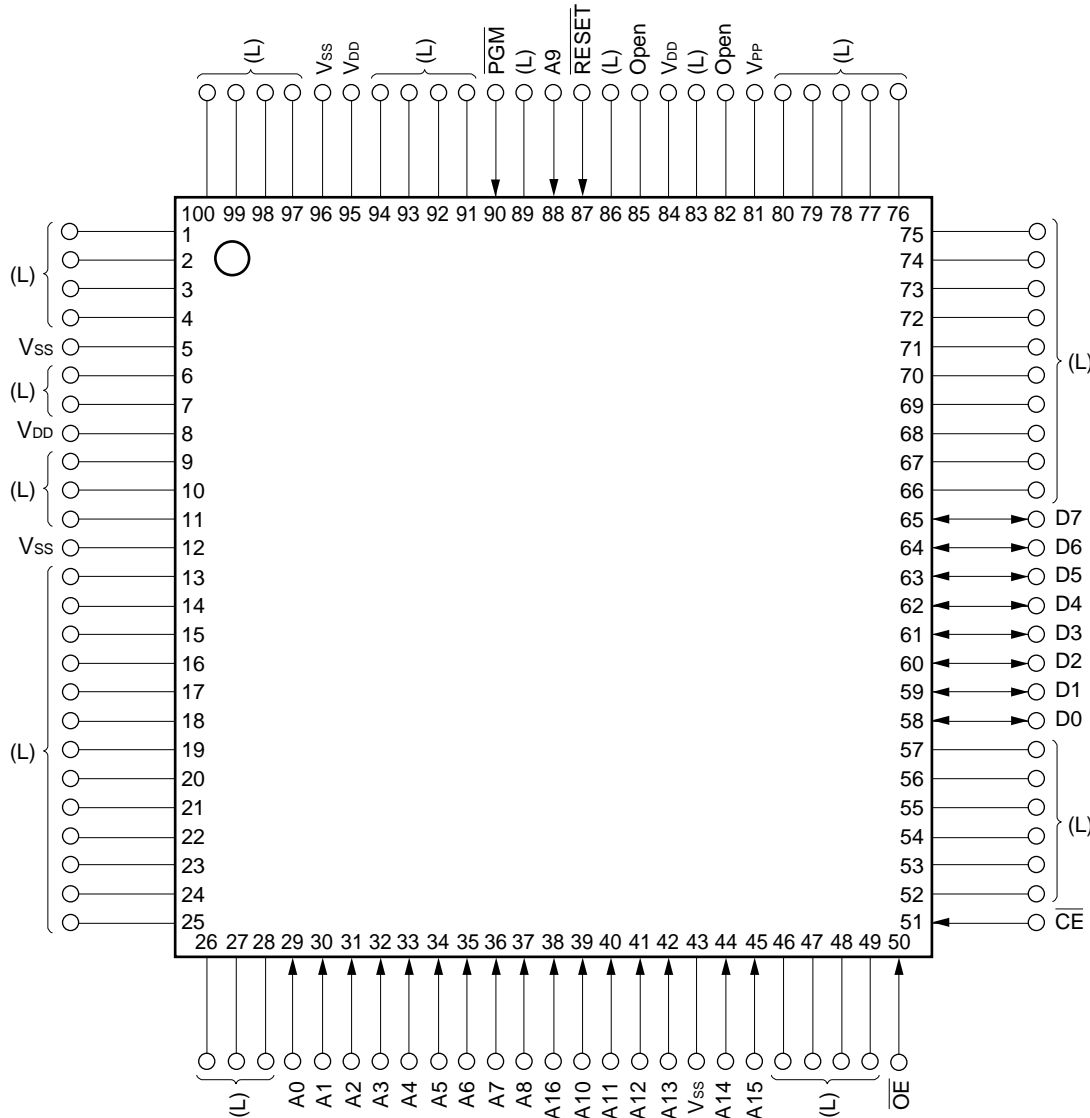 (L)
VSS
VDD
(L)
PGM
(L)
A9
RESET
(L)
Open
VDD
(L)
Open
VPP
(L)
100 99 98 97 96 95 94 93 92 91 90 89 88 87 86 85 84 83 82 81 80 79 78 77 76
(L)
1
2
3
4
VSS 5
(L)
6
7
VDD 8
(L)
9
10
11
VSS 12
(L)
13
14
15
16
17
18
19
20
21
22
23
24
25
75
74
73
72
71
70
69
68
67
66
(L)
65 D7
64 D6
63 D5
62 D4
61 D3
60 D2
59 D1
58 D0
57
56
55
54
53
52
(L)
51 CE
26 27 28 29 30 31 32 33 34 35 36 37 38 39 40 41 42 43 44 45 46 47 48 49 50
(L)
A0
A1
A2
A3
A4
A5
A6
A7
A8
A16
A10
A11
A12
A13
VSS
A14
A15
(L)
OE